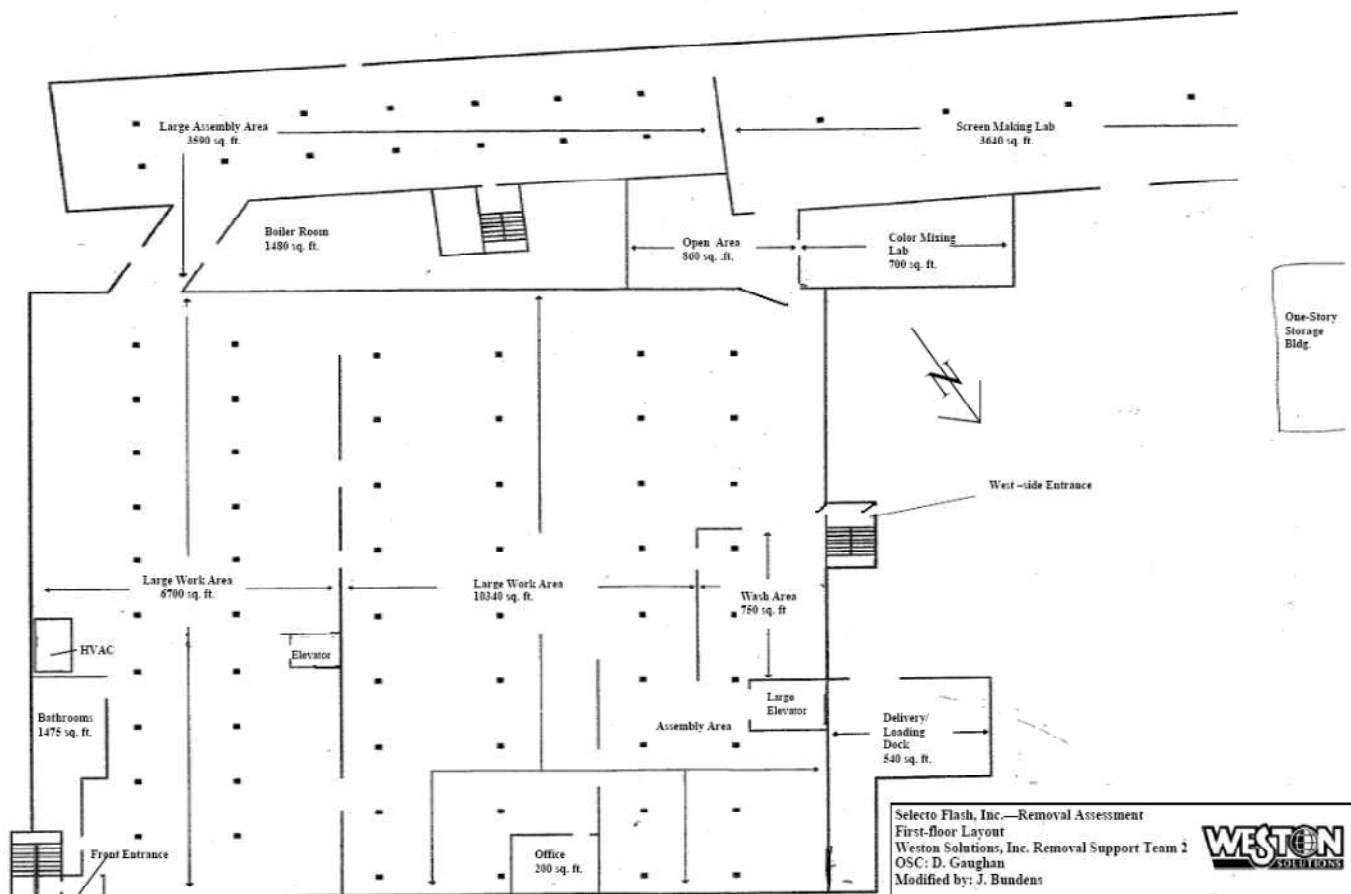 Large Assembly Area
3590 sq. ft.
Screen Making Lab
3640 sq. ft.
Boiler Room
1480 sq. ft.
Open Area
860 sq. .ft.
Color Mixing
Lab
700 sq. ft.
One-Story
Storage
Bldg.
N
West –side Entrance
Large Work Area
6700 sq. ft.
Large Work Area
10340 sq. ft.
Wash Area
750 sq. ft
HVAC
Elevator
Bathrooms
1475 sq. ft.
Large
Elevator
Assembly Area
Delivery/
Loading
Dock
540 sq. ft.
Front Entrance
Office
200 sq. ft.
Selecto Flash, Inc.—Removal Assessment
First-floor Layout
Weston Solutions, Inc. Removal Support Team 2
OSC: D. Gaughan
Modified by: J. Bundens
WESTON
SOLUTIONS